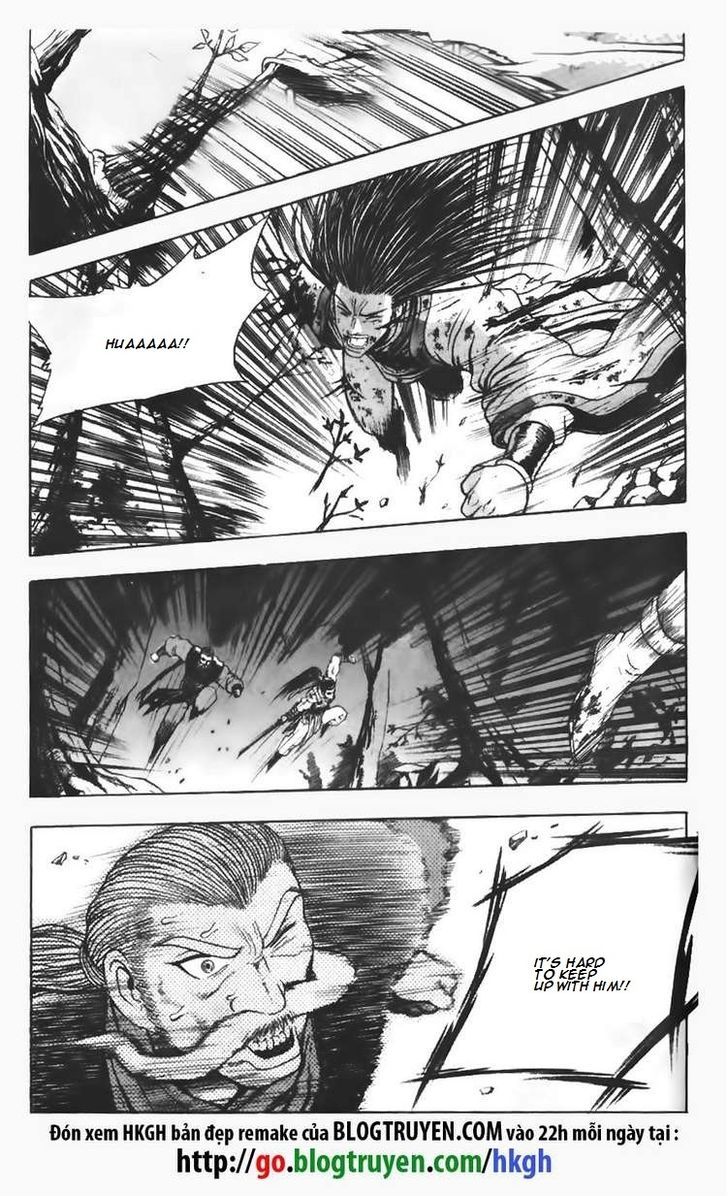 HUAAAAA!!
IT'S HARD
TO KEEP
UP WITH HIM!!
Đón xem HKGH bản đẹp remake của BLOGTRUYEN.COM vào 22h mỗi ngày tại :
http://go.blogtruyen.com/hkgh